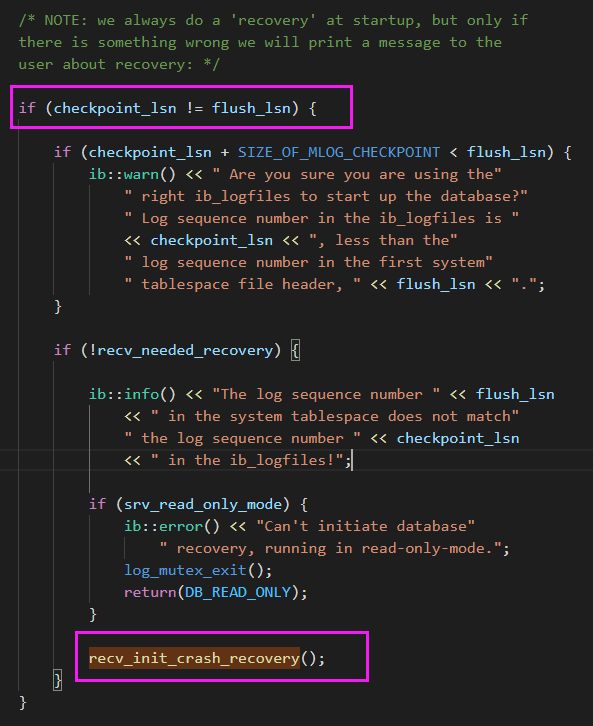 /* NOTE: we always do a 'recovery' at startup, but only if
there is something wrong we will print a message to the
user about recovery: */
if (checkpoint_lsn != flush_lsn) {
if (checkpoint_lsn + SIZE_OF_MLOG_CHECKPOINT < flush_lsn) {
ib::warn() << " Are you sure you are using the"
" right ib_logfiles to start up the database?"
" Log sequence number in the ib_logfiles is "
<< checkpoint_lsn << ", less than the"
" log sequence number in the first system"
" tablespace file header, " << flush_lsn << ".";
}
if (!recv_needed_recovery) {
ib::info() << "The log sequence number " << flush_lsn
<< " in the system tablespace does not match"
" the log sequence number " << checkpoint_lsn
<< " in the ib_logfiles!";
if (srv_read_only_mode) {
ib::error() << "Can't initiate database"
" recovery, running in read-only-mode.";
log_mutex_exit();
return(DB_READ_ONLY);
}
recv_init_crash_recovery();
}
}